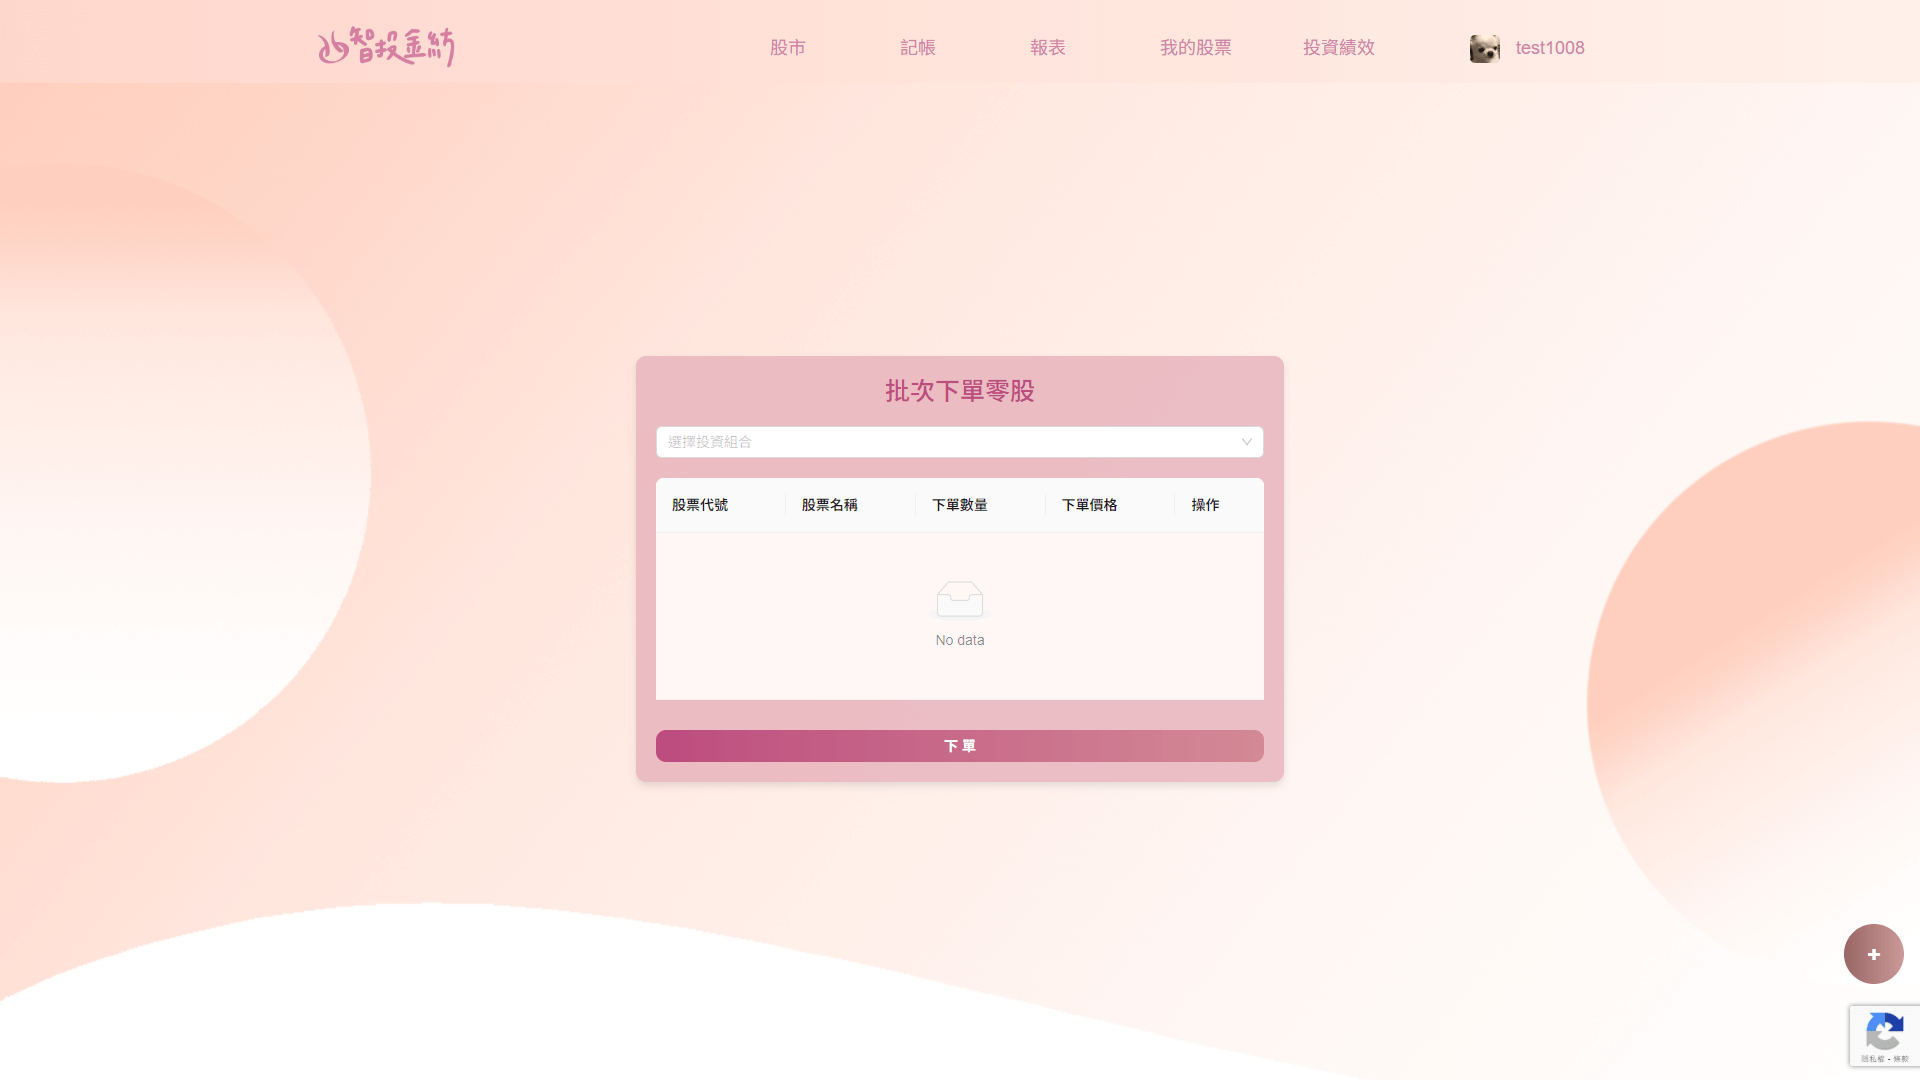 智投金紡
股市
記帳
報表
我的股票
投資績效
test1008
批次下單零股
選擇投資組合
股票代號
股票名稱
下單數量
下單價格
操作
No data
下 單
+
隱私權 - 條款